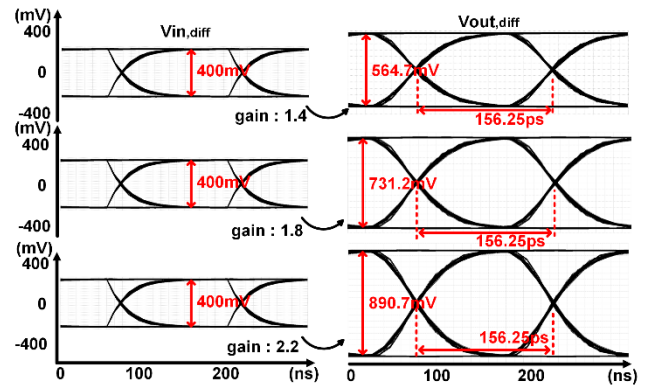 (mV)
Vin,diff
Vout,diff
400
0
-400
400mV
564.7mV
gain : 1.4
156.25ps
(mV)
400
0
-400
400mV
731.2mV
gain : 1.8
156.25ps
(mV)
400
0
-400
400mV
890.7mV
gain : 2.2
156.25ps
0 100 200 (ns) 0 100 200 (ns)